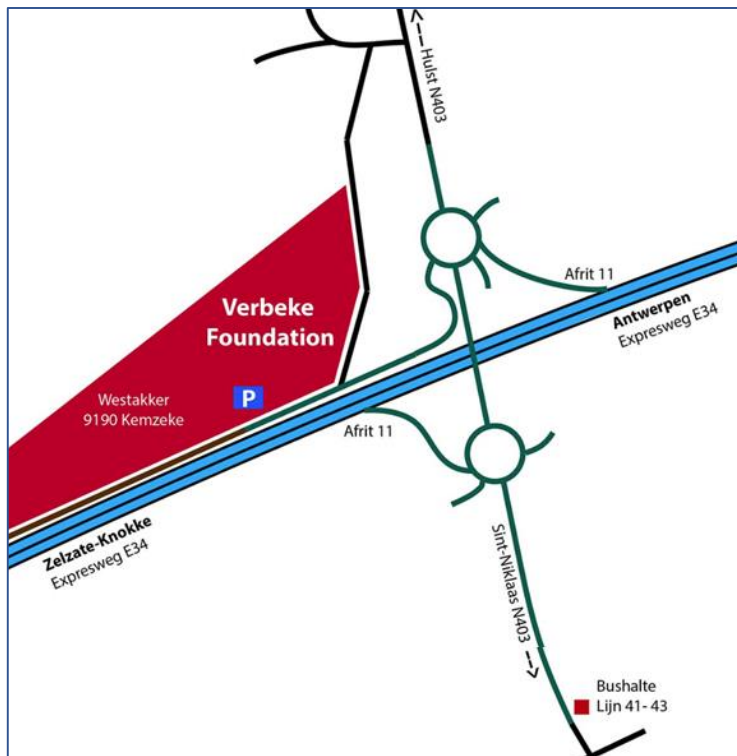 <-- Hulst N403
Afrit 11
Antwerpen
Expresweg E34
Verbeke
Foundation
P
Westakker
9190 Kemzeke
Afrit 11
Zelzate-Knokke
Expresweg E34
Sint-Niklaas N403 -->
Bushalte
Lijn 41- 43